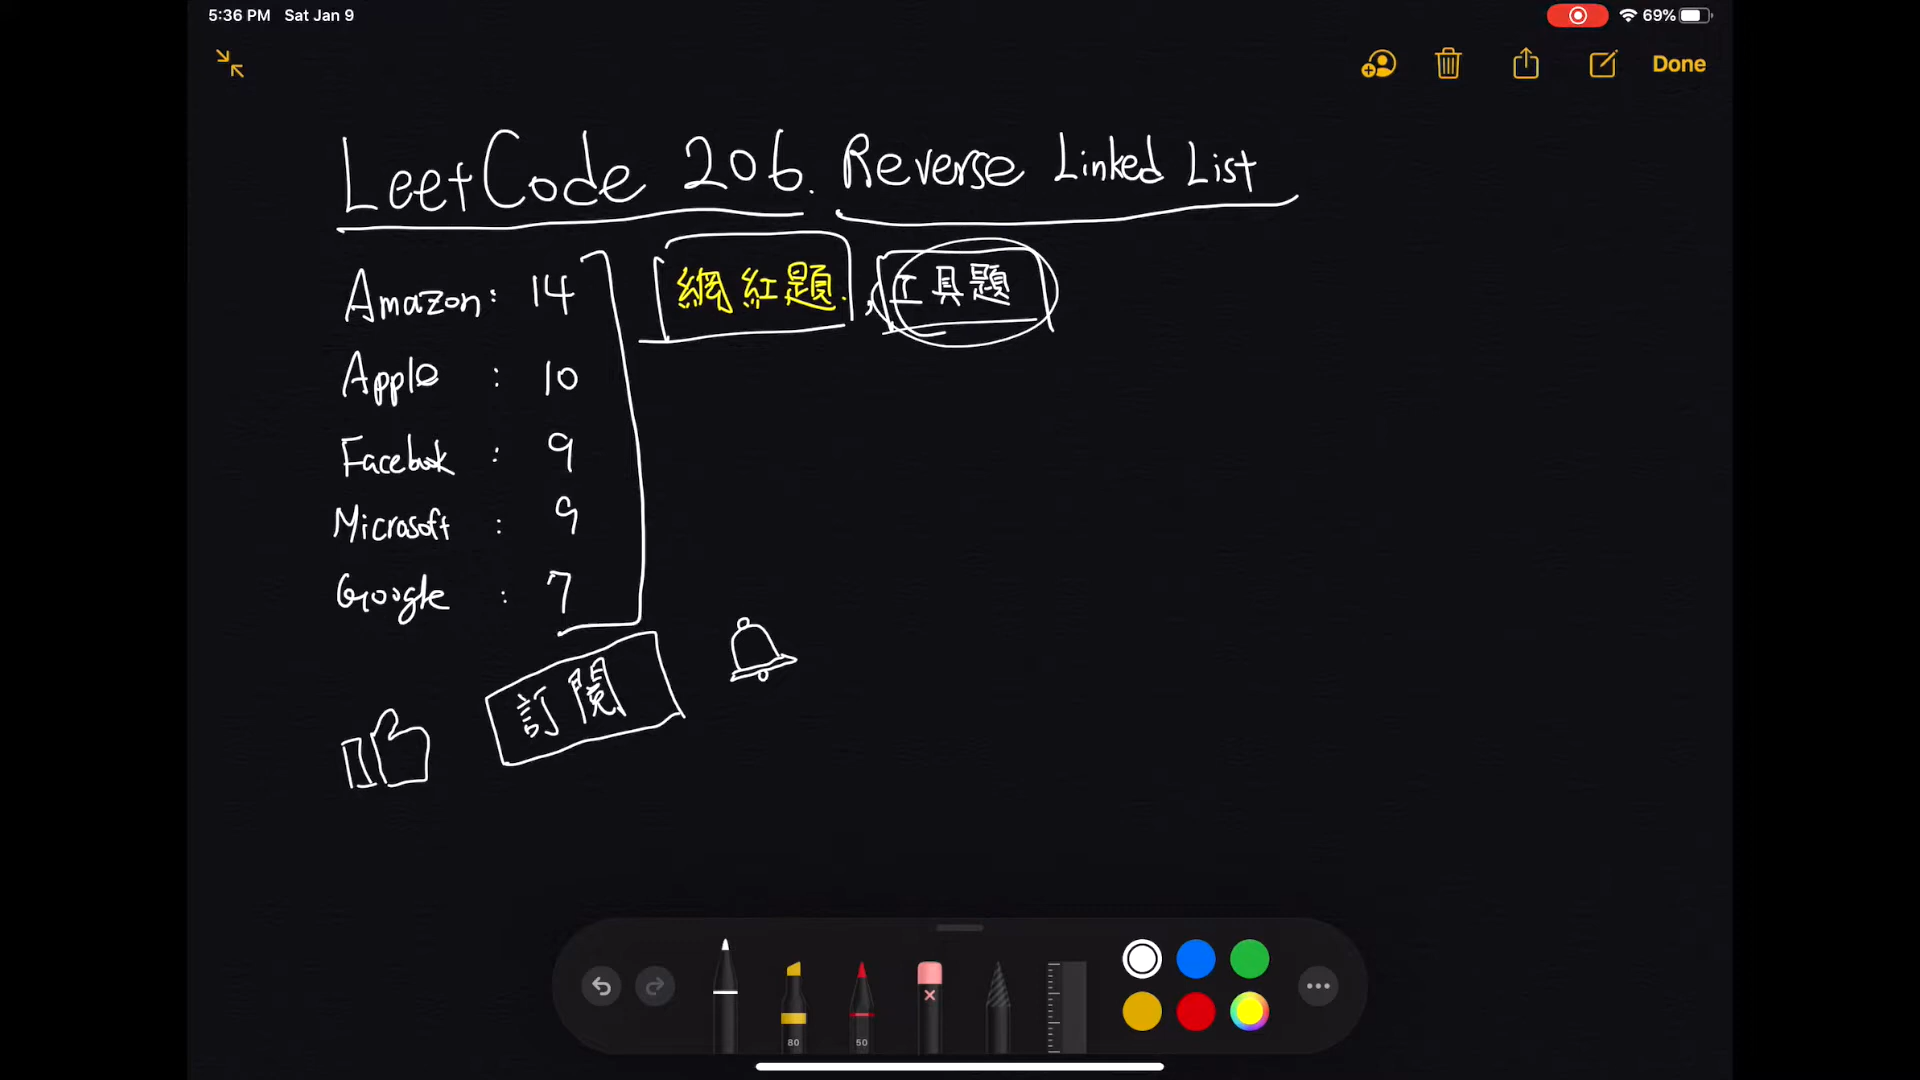 5:36 PM Sat Jan 9 69%
Done
LeetCode 206. Reverse Linked List
網紅題. , 工具題
Amazon: 14
Apple : 10
Facebook : 9
Microsoft : 9
Google : 7
訂閱
80 50